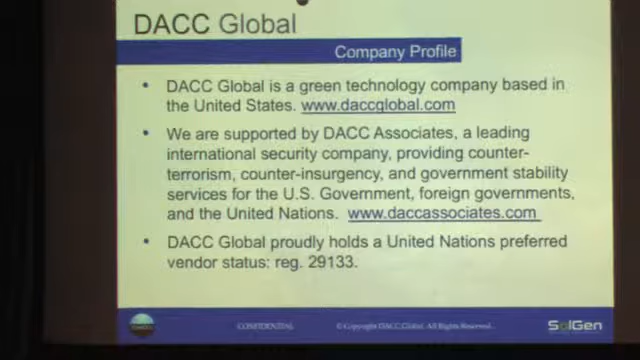 DACC Global
Company Profile
• DACC Global is a green technology company based in
the United States. www.daccglobal.com
• We are supported by DACC Associates, a leading
international security company, providing counter-
terrorism, counter-insurgency, and government stability
services for the U.S. Government, foreign governments,
and the United Nations. www.daccassociates.com
• DACC Global proudly holds a United Nations preferred
vendor status: reg. 29133.
CONFIDENTIAL © Copyright DACC Global. All Rights Reserved. SolGen